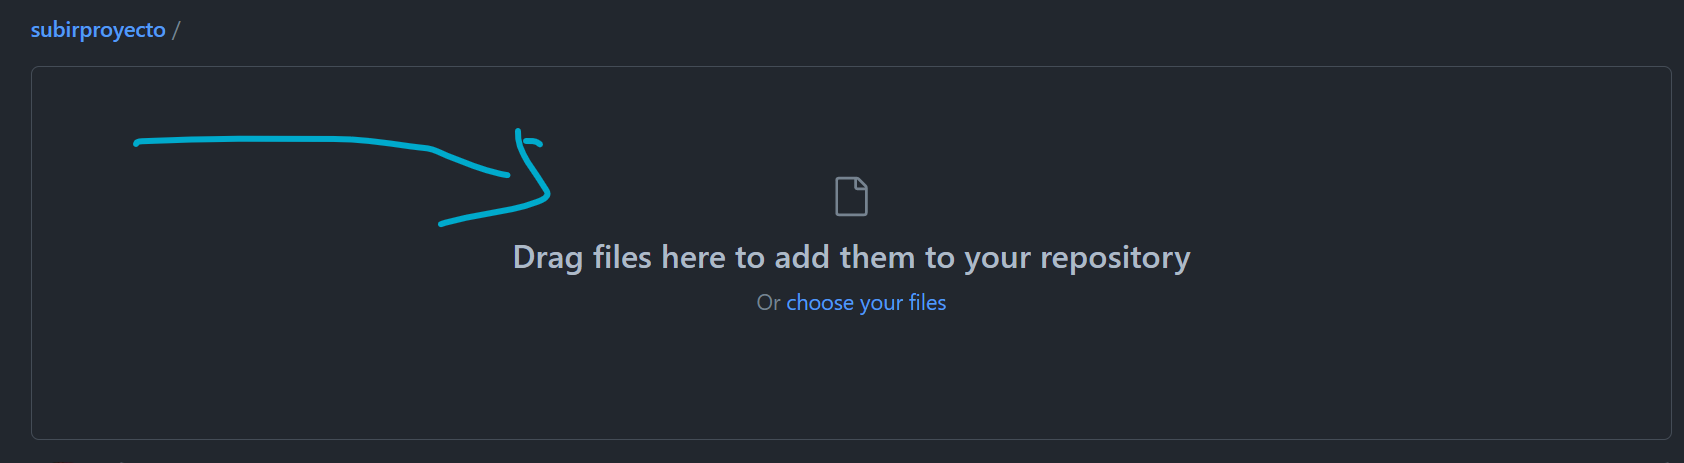 subirproyecto /
Drag files here to add them to your repository
Or choose your files